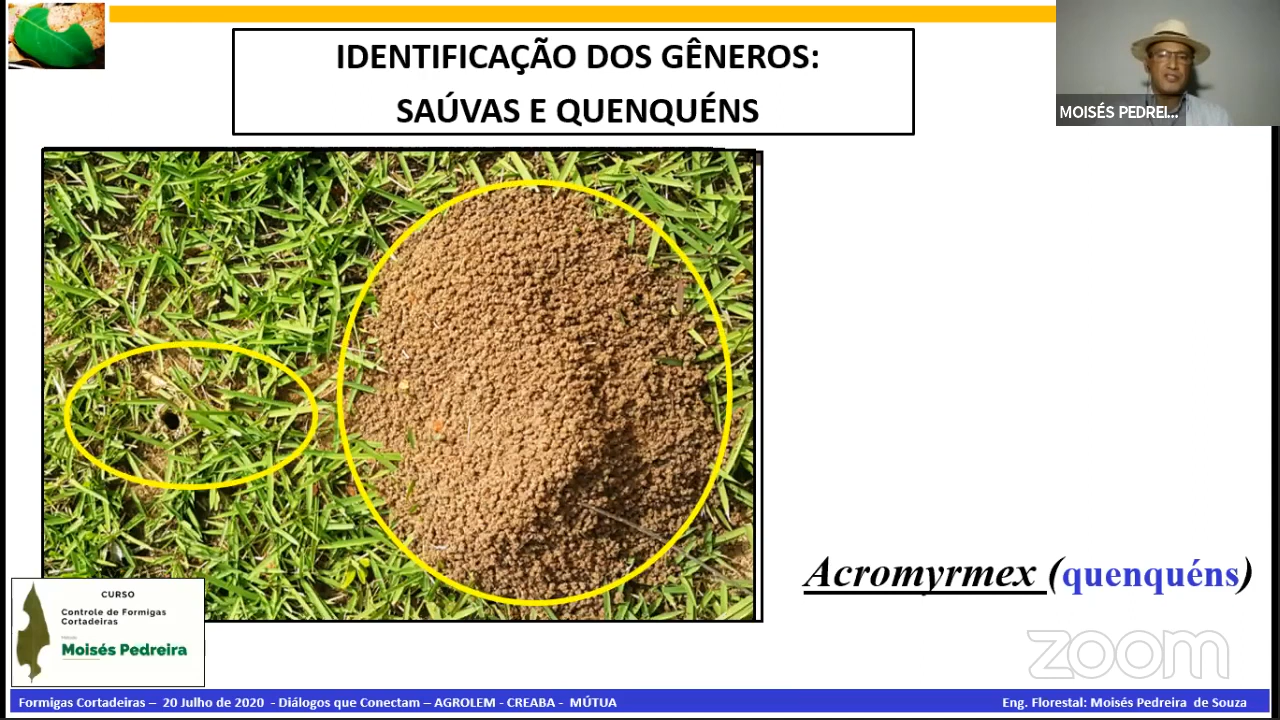 IDENTIFICAÇÃO DOS GÊNEROS:
SAÚVAS E QUENQUÉNS
MOISÉS PEDREI...
Acromyrmex (quenquéns)
CURSO
Controle de Formigas
Cortadeiras
Moisés Pedreira
zoom
Formigas Cortadeiras – 20 Julho de 2020 - Diálogos que Conectam – AGROLEM - CREABA - MÚTUA
Eng. Florestal: Moisés Pedreira de Souza